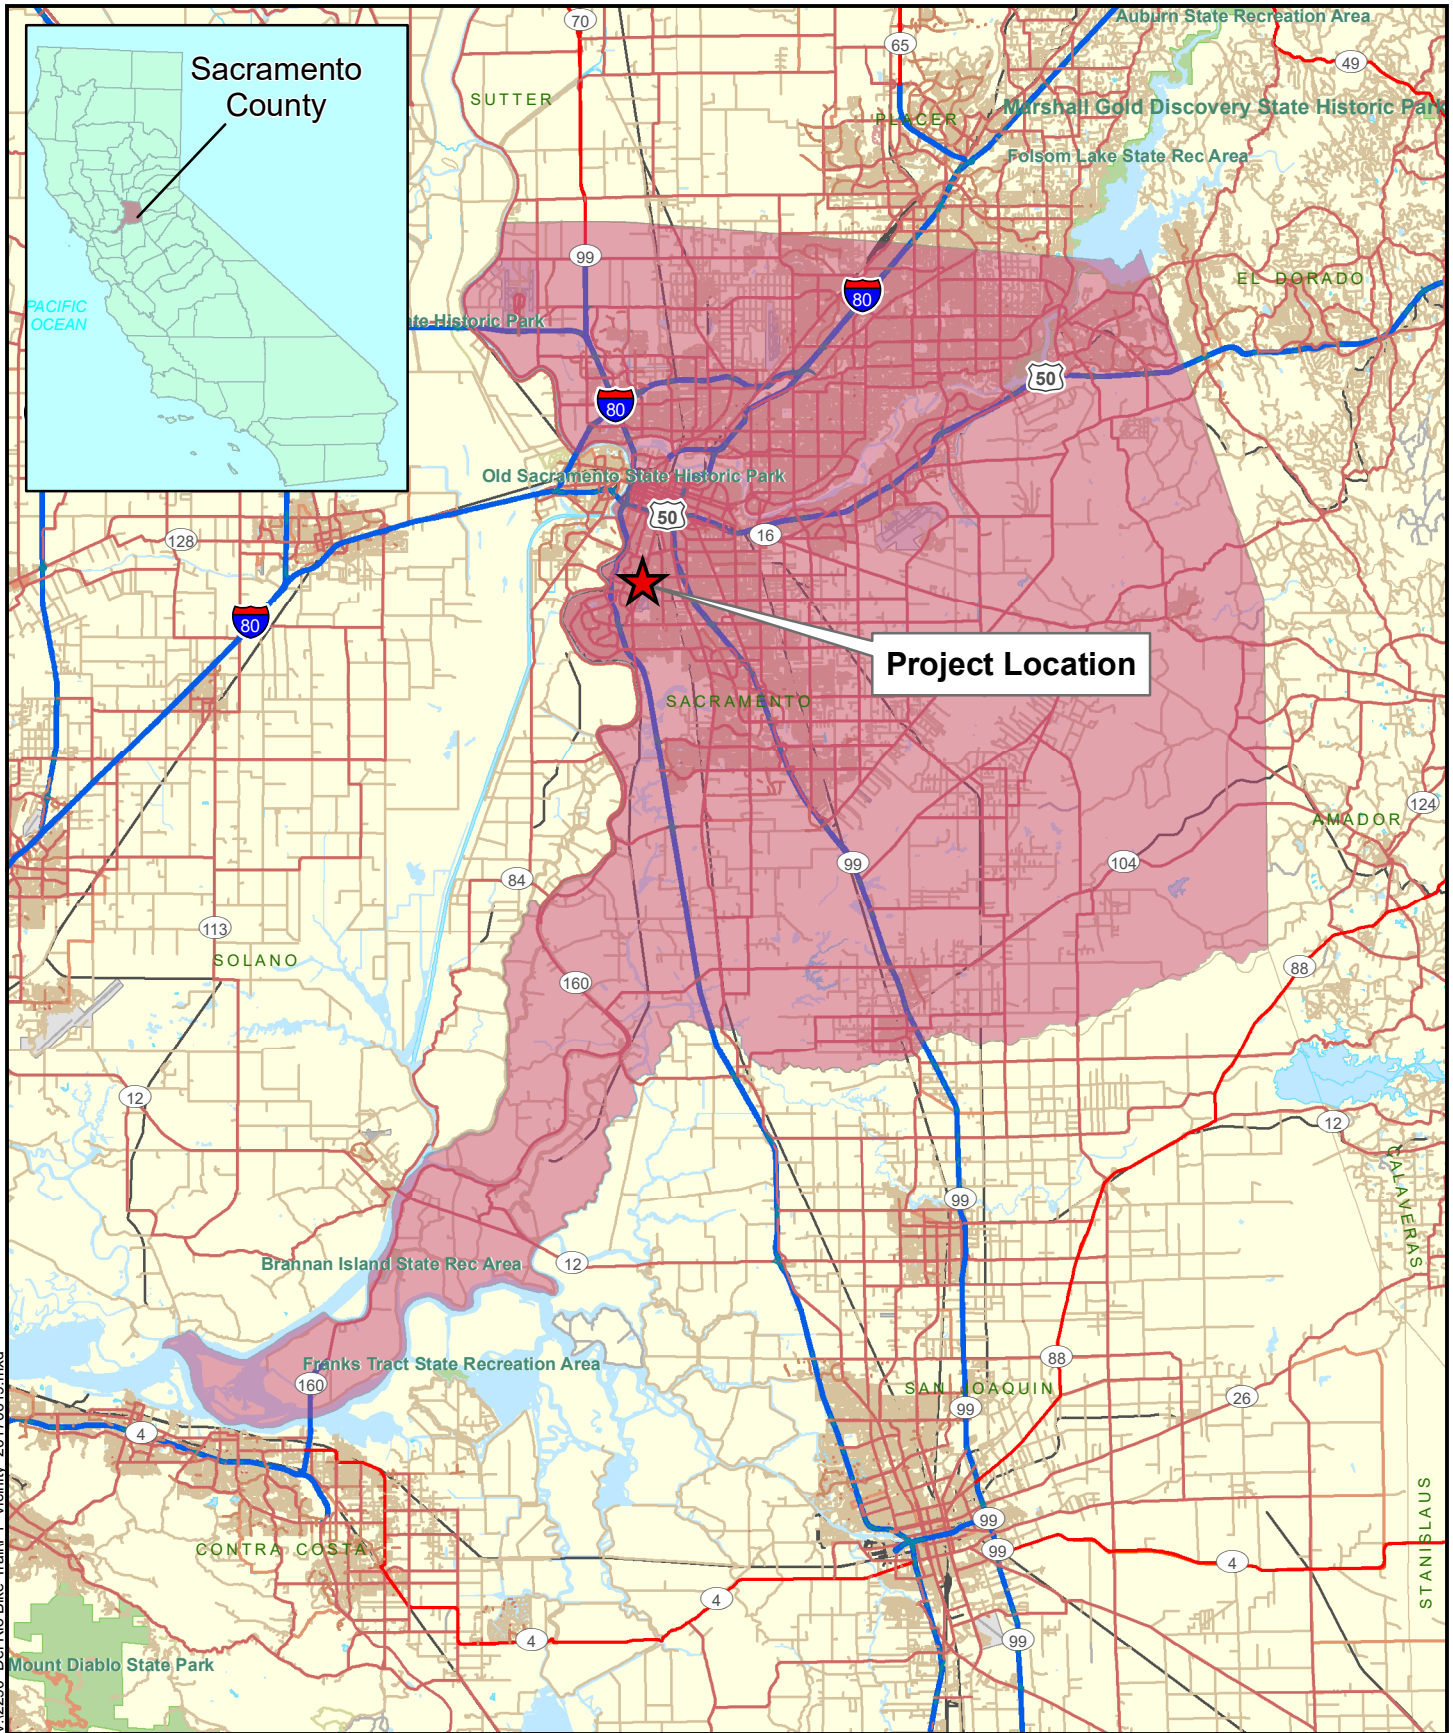 Sacramento
County
PACIFIC
OCEAN
70
65
Auburn State Recreation Area
49
SUTTER
PLACER
Marshall Gold Discovery State Historic Park
Folsom Lake State Rec Area
99
80
EL DORADO
ate Historic Park
80
50
Old Sacramento State Historic Park
50
16
128
80
Project Location
SACRAMENTO
124
AMADOR
99
104
84
113
SOLANO
160
88
12
12
CALAVERAS
99
Brannan Island State Rec Area
12
Franks Tract State Recreation Area
160
88
SAN JOAQUIN
26
99
4
STANISLAUS
99
CONTRA COSTA
99
4
4
4
99
Mount Diablo State Park